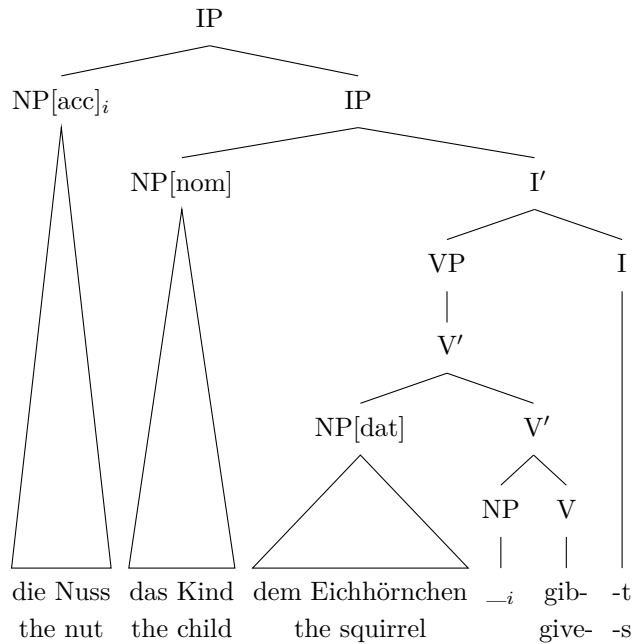 IP
NP[acc]ᵢ IP
NP[nom] I′
VP I
V′
NP[dat] V′
NP V
die Nuss das Kind dem Eichhörnchen _ᵢ gib- -t
the nut the child the squirrel give- -s